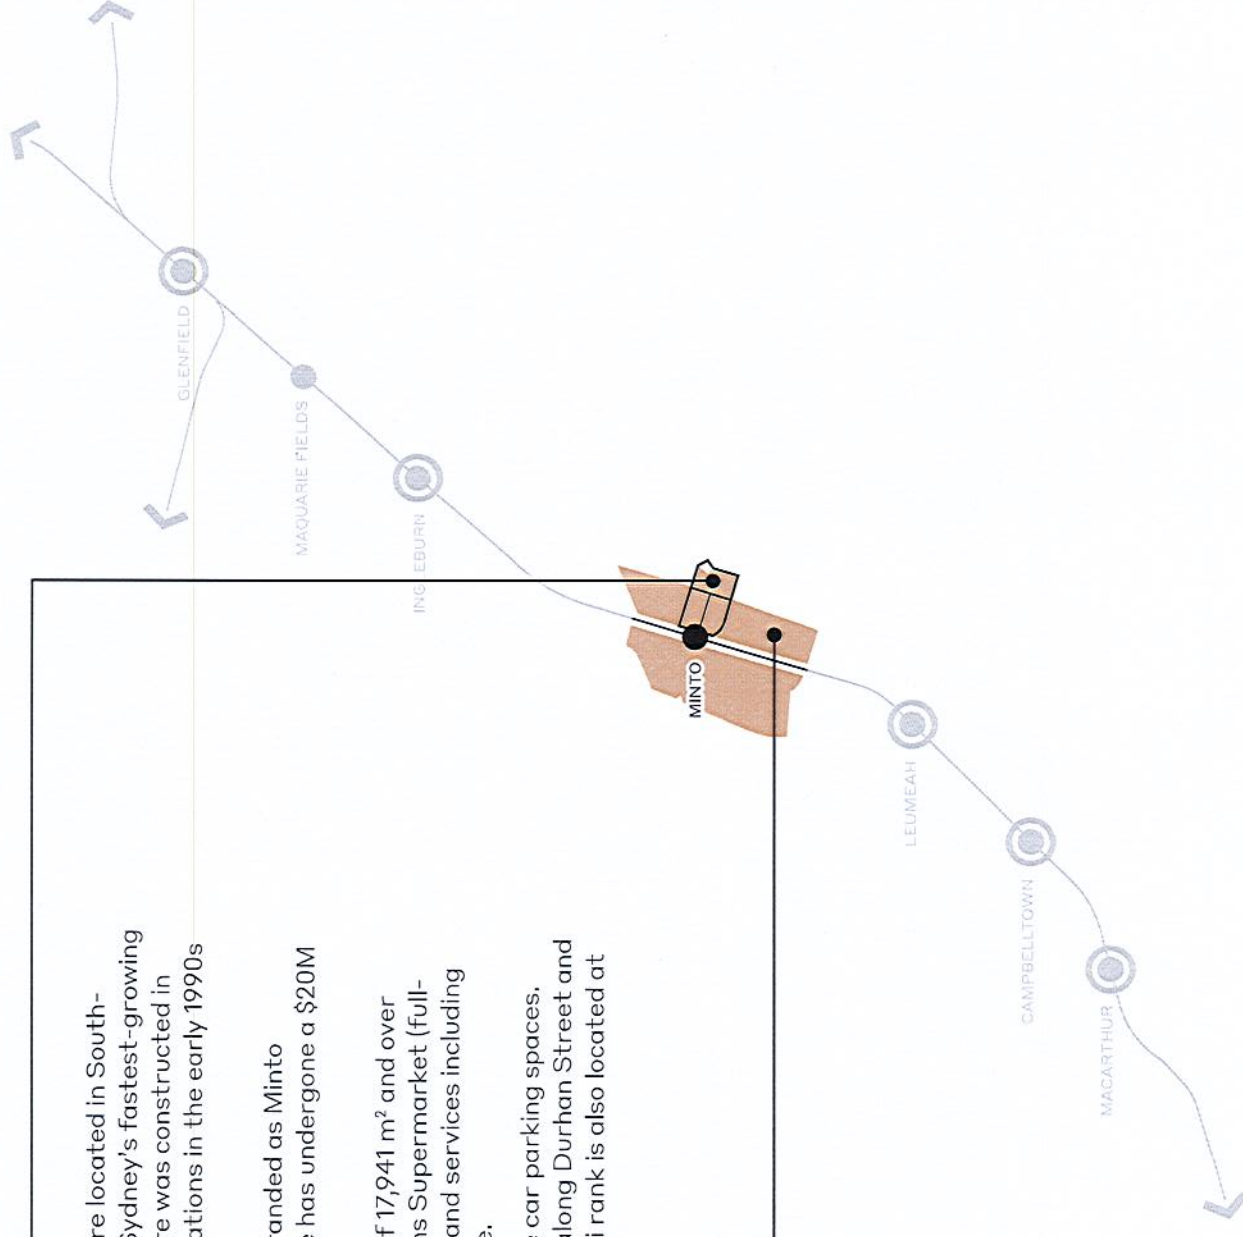 re located in South-
Sydney's fastest-growing
re was constructed in
ations in the early 1990s
randed as Minto
e has undergone a $20M
f 17,941 m² and over
ns Supermarket (full-
and services including
e.
e car parking spaces.
along Durhan Street and
i rank is also located at
GLENFIELD
MAQUARIE FIELDS
INGLEBURN
MINTO
LEUMEAH
CAMPBELLTOWN
MACARTHUR